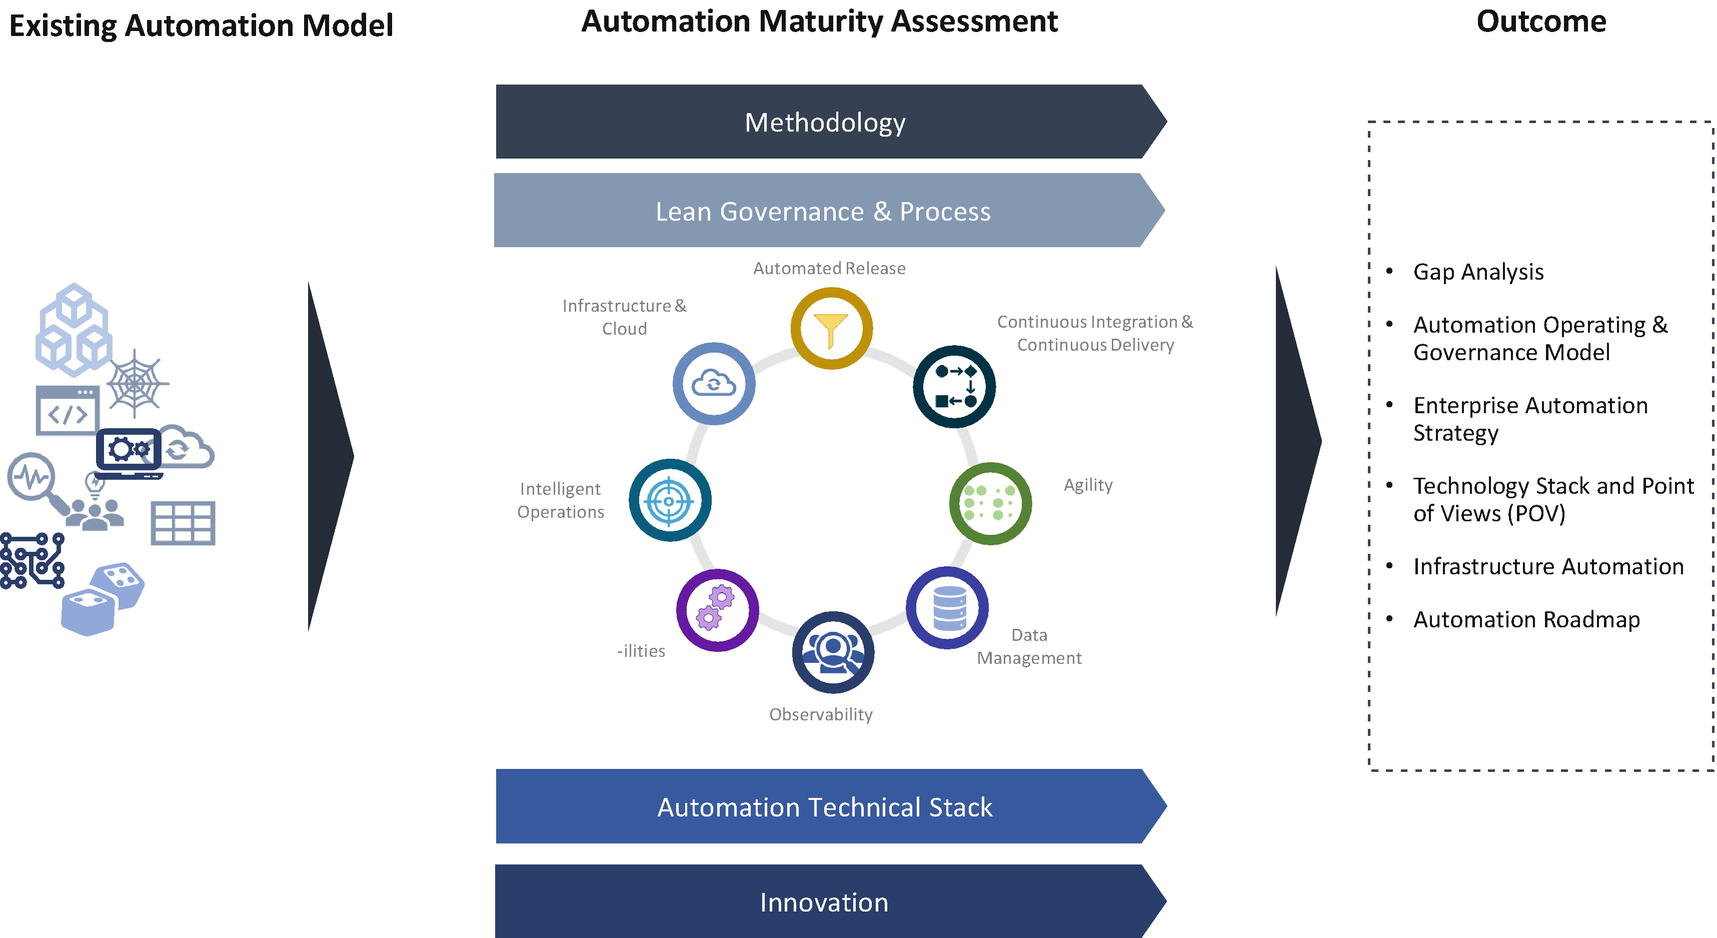 Existing Automation Model
Automation Maturity Assessment
Outcome
Methodology
Lean Governance & Process
Automated Release
Infrastructure &
Cloud
Continuous Integration &
Continuous Delivery
Intelligent
Operations
Agility
-ilities
Data
Management
Observability
Automation Technical Stack
Innovation
• Gap Analysis
• Automation Operating &
Governance Model
• Enterprise Automation
Strategy
• Technology Stack and Point
of Views (POV)
• Infrastructure Automation
• Automation Roadmap